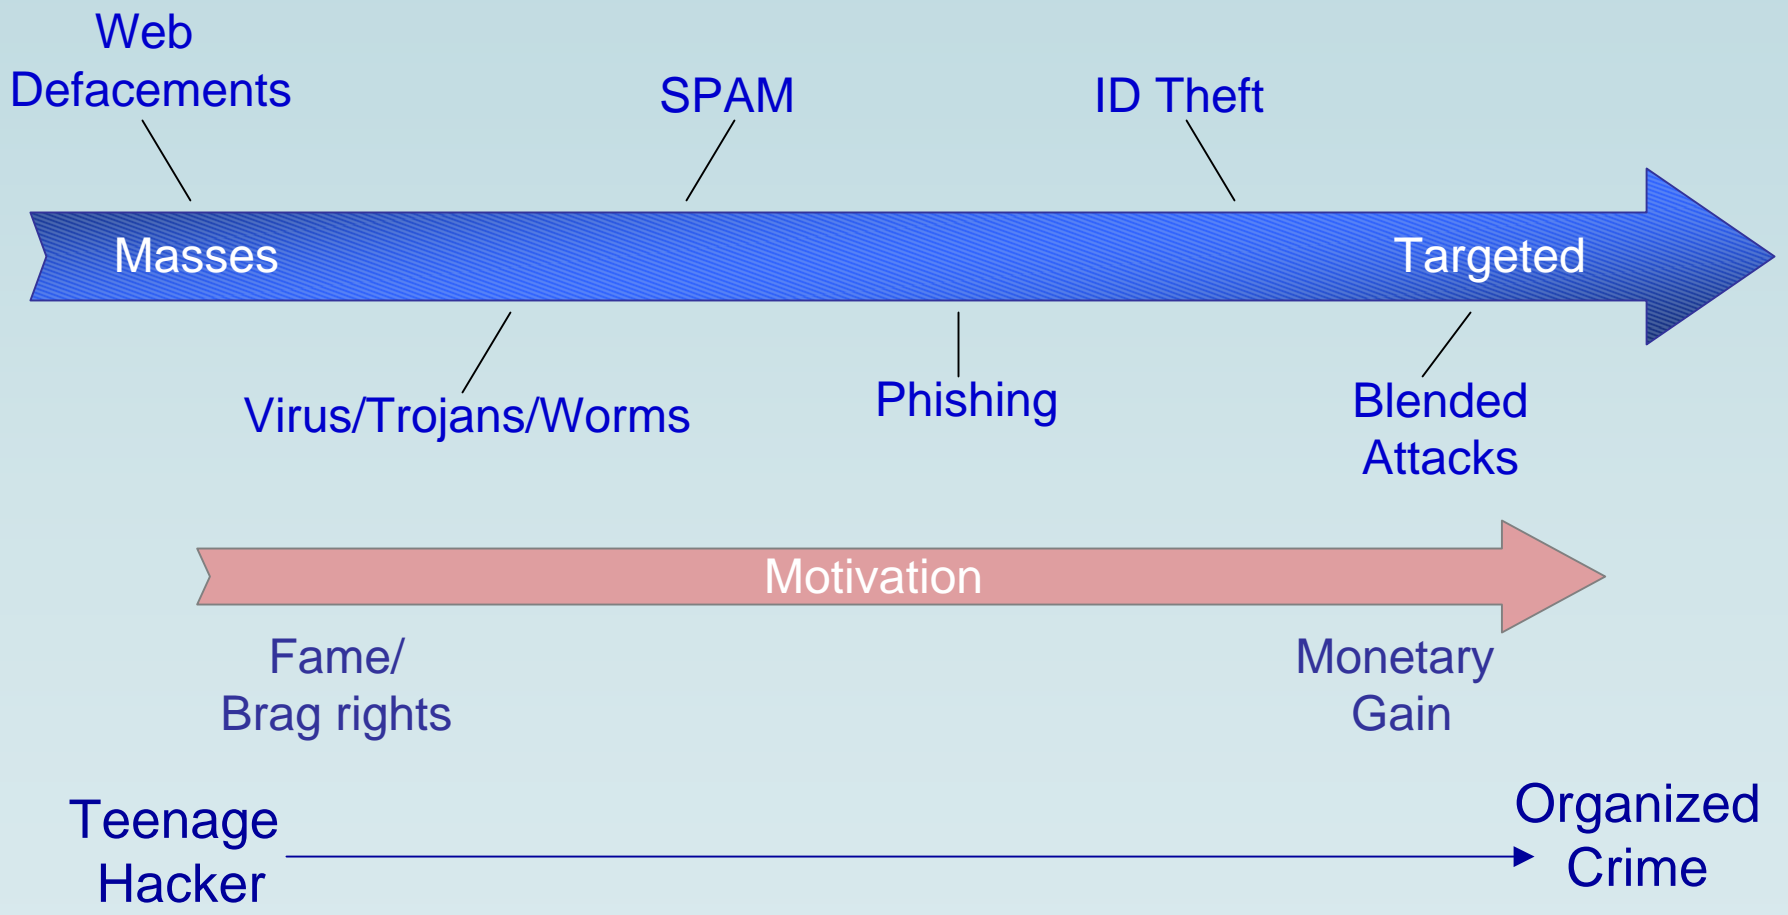 Web
Defacements
SPAM
ID Theft
Masses
Targeted
Virus/Trojans/Worms
Phishing
Blended
Attacks
Motivation
Fame/
Brag rights
Monetary
Gain
Teenage
Hacker
Organized
Crime